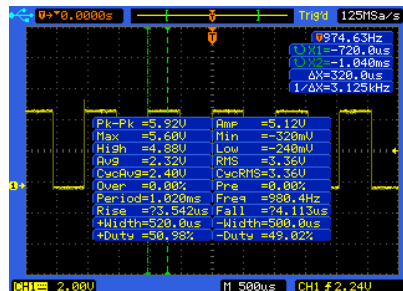 0.0000s Trig'd 125MSa/s
974.63Hz
X1=-720.0us
X2=-1.040ms
ΔX=320.0us
1/ΔX=3.125kHz
Pk-Pk =5.92V Amp =5.12V
Max =5.60V Min =-320mV
High =4.88V Low =-240mV
Avg =2.32V RMS =3.36V
CycAvg=2.40V CycRMS=3.36V
Over =0.00% Pre =0.00%
Period=1.020ms Freq =980.4Hz
Rise =?3.542us Fall =?4.113us
+Width=520.0us -Width=500.0us
+Duty =50.98% -Duty =49.02%
CH1 2.00V M 500us CH1 2.24V